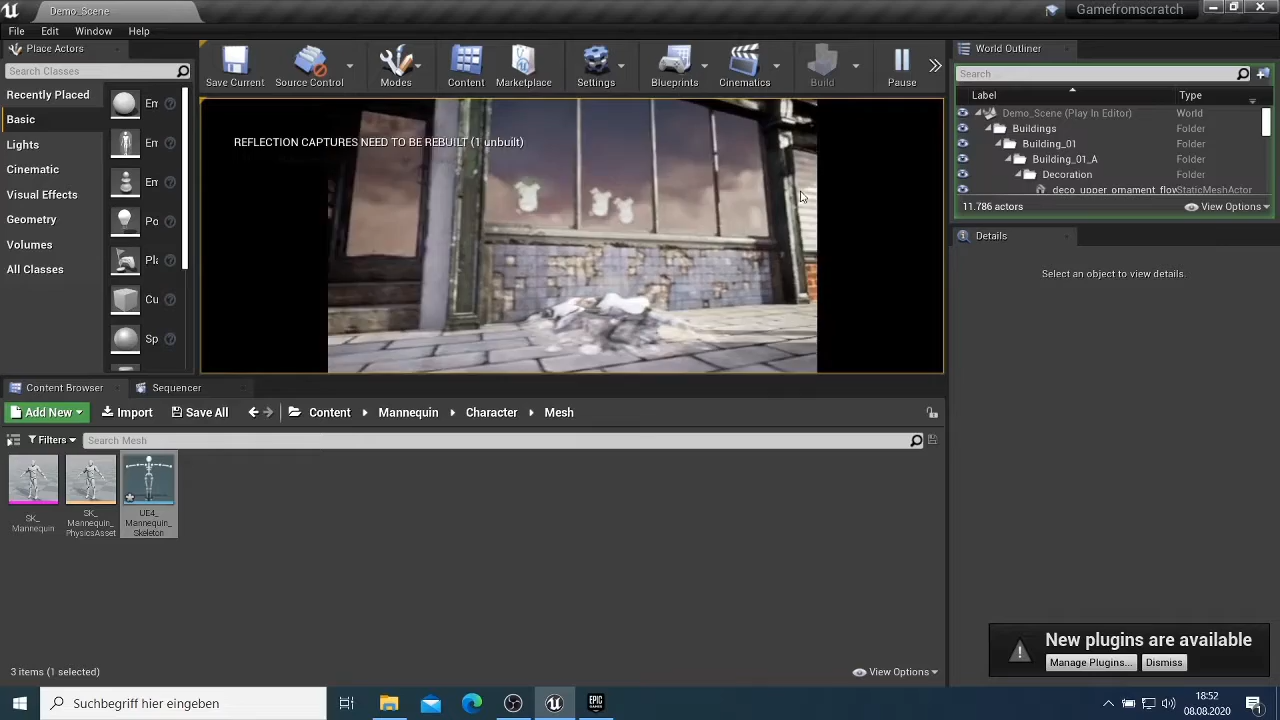 Demo_Scene
Gamefromscratch
File Edit Window Help
Place Actors
Search Classes
Recently Placed
Basic
Lights
Cinematic
Visual Effects
Geometry
Volumes
All Classes
Em
Em
Em
Po
Pla
Cu
Sp
Save Current
Source Control
Modes
Content
Marketplace
Settings
Blueprints
Cinematics
Build
Pause
REFLECTION CAPTURES NEED TO BE REBUILT (1 unbuilt)
World Outliner
Search
Label Type
Demo_Scene (Play In Editor) World
Buildings Folder
Building_01 Folder
Building_01_A Folder
Decoration Folder
deco_upper_ornament_flov StaticMeshActor
11.786 actors View Options
Details
Select an object to view details.
Content Browser Sequencer
Add New Import Save All Content Mannequin Character Mesh
Filters Search Mesh
SK_
Mannequin
SK_
Mannequin_
PhysicsAsset
UE4_
Mannequin_
Skeleton
3 items (1 selected) View Options
New plugins are available
Manage Plugins... Dismiss
Suchbegriff hier eingeben
EPIC
GAMES
18:52
08.08.2020
1